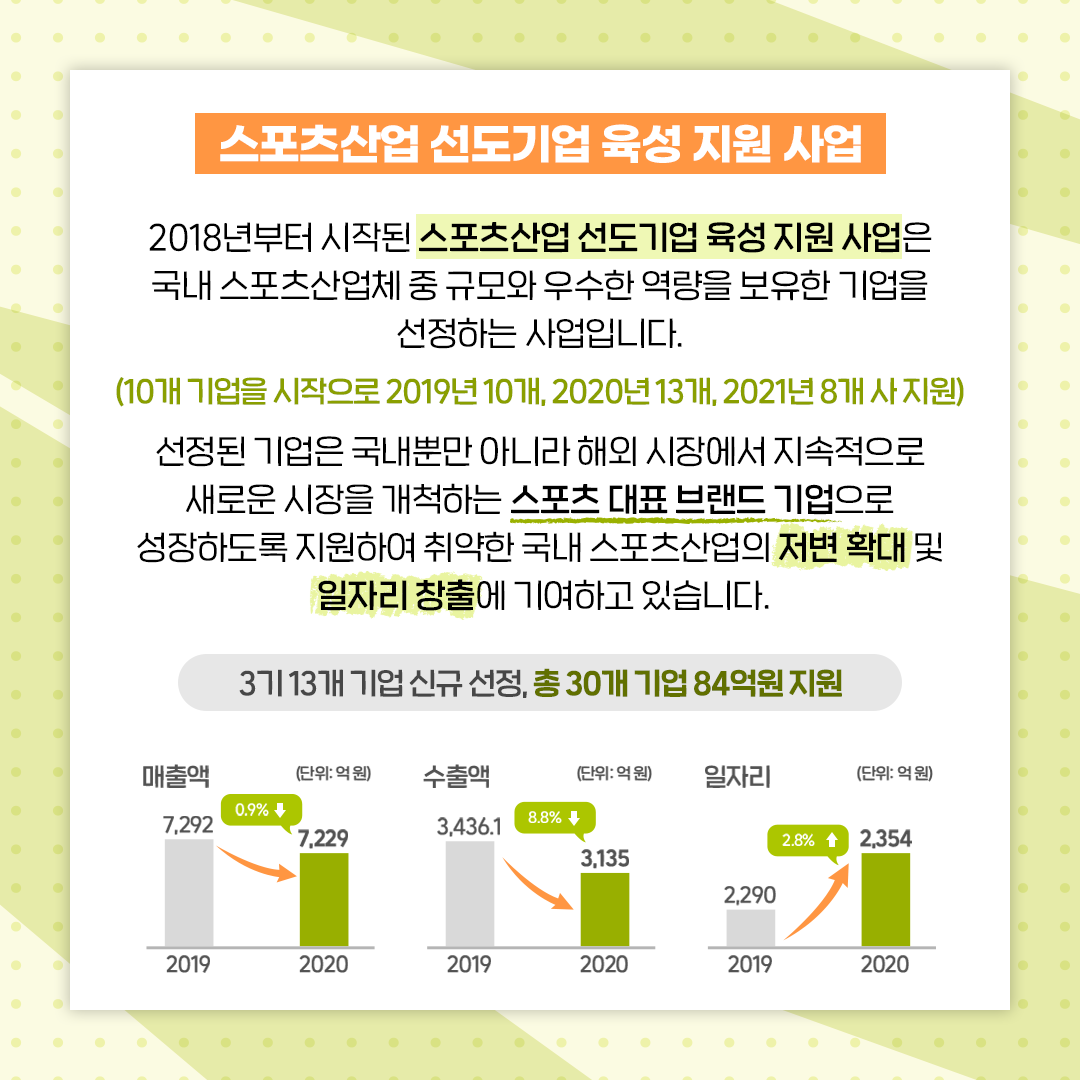 스포츠산업 선도기업 육성 지원 사업
2018년부터 시작된 스포츠산업 선도기업 육성 지원 사업은
국내 스포츠산업체 중 규모와 우수한 역량을 보유한 기업을
선정하는 사업입니다.
(10개 기업을 시작으로 2019년 10개, 2020년 13개, 2021년 8개 사 지원)
선정된 기업은 국내뿐만 아니라 해외 시장에서 지속적으로
새로운 시장을 개척하는 스포츠 대표 브랜드 기업으로
성장하도록 지원하여 취약한 국내 스포츠산업의 저변 확대 및
일자리 창출에 기여하고 있습니다.
3기 13개 기업 신규 선정, 총 30개 기업 84억원 지원
매출액 (단위: 억 원)
0.9%
7,292
7,229
2019 2020
수출액 (단위: 억 원)
8.8%
3,436.1
3,135
2019 2020
일자리 (단위: 억 원)
2.8%
2,354
2,290
2019 2020